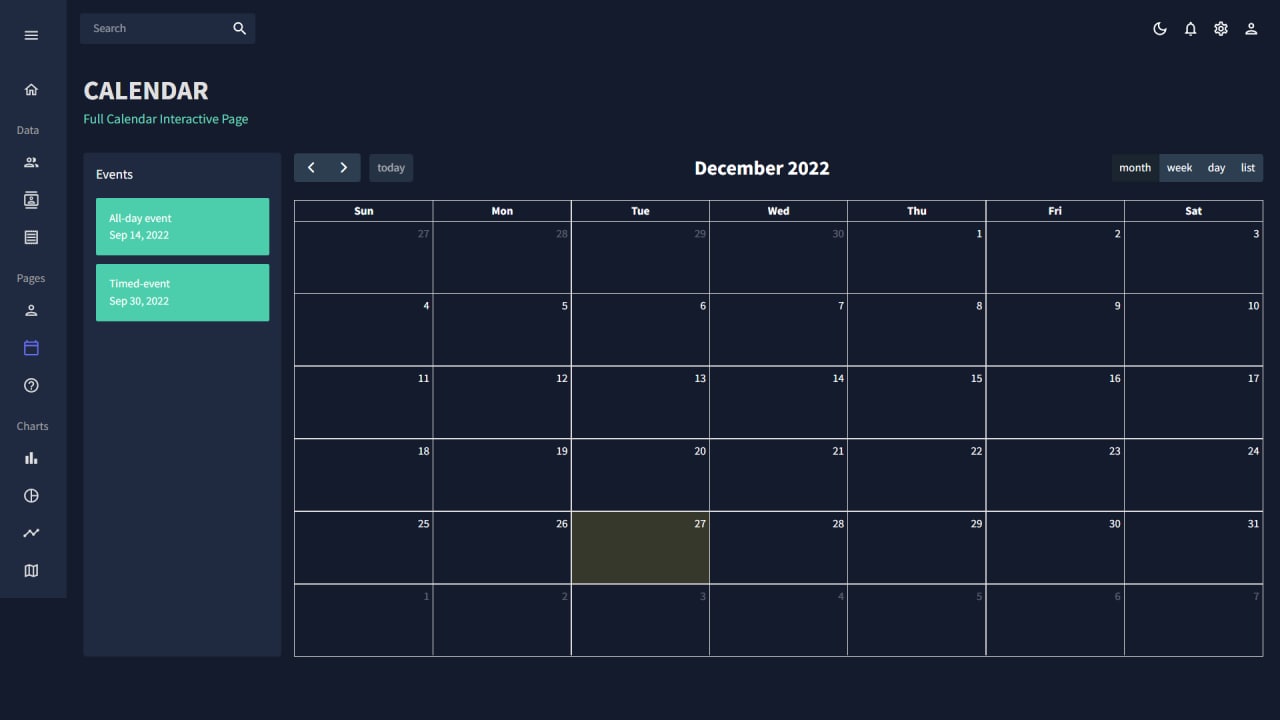 Search
CALENDAR
Full Calendar Interactive Page
Data
Pages
Charts
Events
All-day event
Sep 14, 2022
Timed-event
Sep 30, 2022
today
December 2022
month week day list
Sun Mon Tue Wed Thu Fri Sat
27 28 29 30 1 2 3
4 5 6 7 8 9 10
11 12 13 14 15 16 17
18 19 20 21 22 23 24
25 26 27 28 29 30 31
1 2 3 4 5 6 7